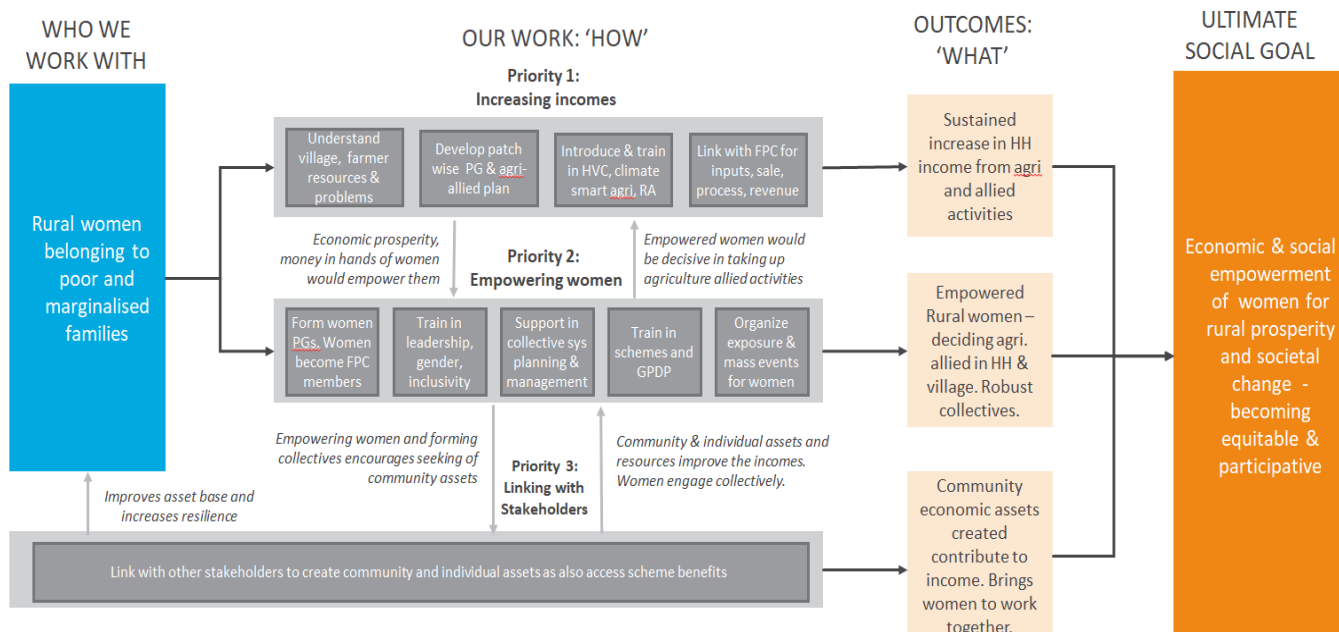 WHO WE
WORK WITH
OUR WORK: 'HOW'
OUTCOMES:
'WHAT'
ULTIMATE
SOCIAL GOAL
Rural women
belonging to
poor and
marginalised
families
Priority 1:
Increasing incomes
Understand
village, farmer
resources &
problems
Develop patch
wise PG & agri-
allied plan
Introduce & train
in HVC, climate
smart agri, RA
Link with FPC for
inputs, sale,
process, revenue
Economic prosperity,
money in hands of women
would empower them
Priority 2:
Empowering women
Empowered women would
be decisive in taking up
agriculture allied activities
Form women
PGs. Women
become FPC
members
Train in
leadership,
gender,
inclusivity
Support in
collective sys
planning &
management
Train in
schemes and
GPDP
Organize
exposure &
mass events
for women
Empowering women and forming
collectives encourages seeking of
community assets
Priority 3:
Linking with
Stakeholders
Community & individual assets and
resources improve the incomes.
Women engage collectively.
Improves asset base and
increases resilience
Link with other stakeholders to create community and individual assets as also access scheme benefits
Sustained
increase in HH
income from agri
and allied
activities
Empowered
Rural women –
deciding agri.
allied in HH &
village. Robust
collectives.
Community
economic assets
created
contribute to
income. Brings
women to work
together.
Economic & social
empowerment
of women for
rural prosperity
and societal
change -
becoming
equitable &
participative